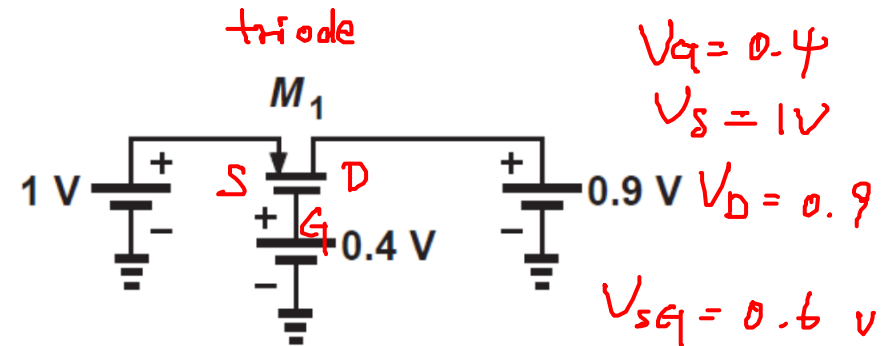 triode
M1
1 V
+
−
S
D
G
+
−
0.4 V
+
−
0.9 V
VG = 0.4
VS = 1V
VD = 0.9
VSG = 0.6 V